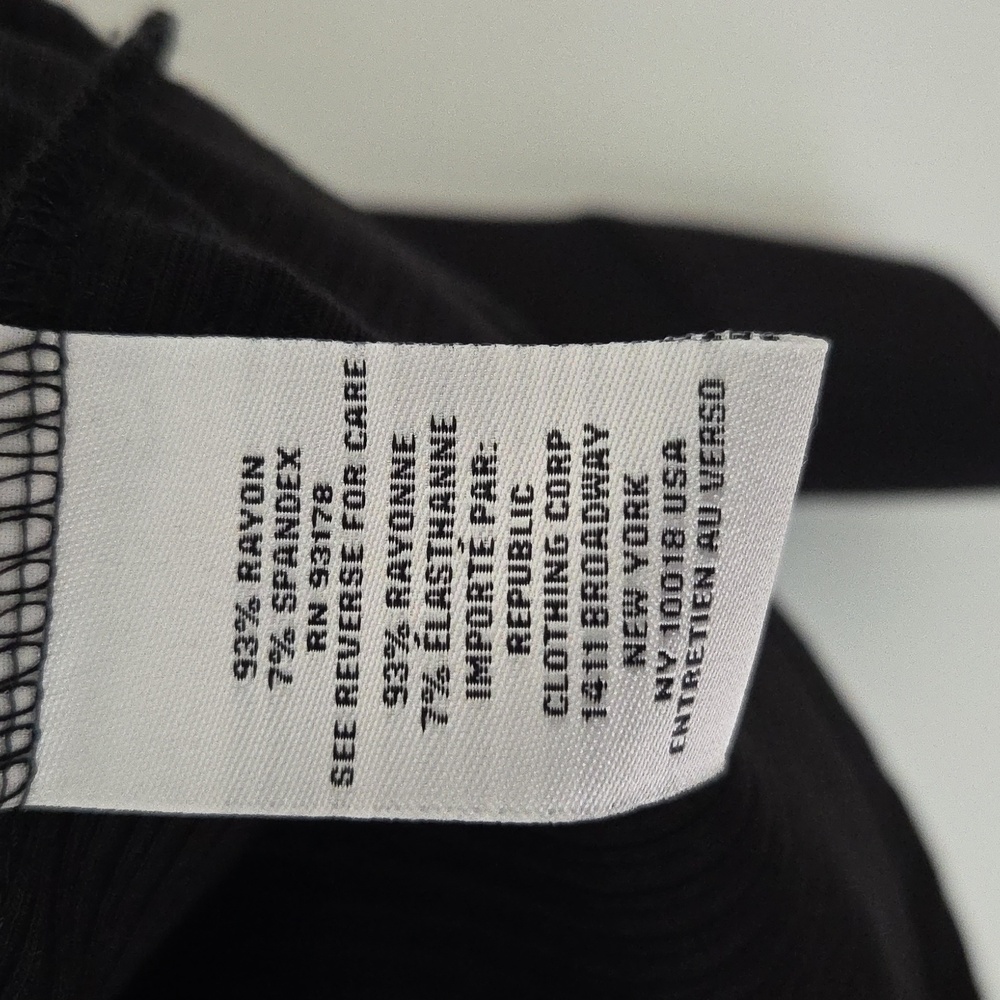 93% RAYON
7% SPANDEX
RN 93178
SEE REVERSE FOR CARE
93% RAYONNE
7% ÉLASTHANNE
IMPORTÉ PAR:
REPUBLIC
CLOTHING CORP
1411 BROADWAY
NEW YORK
NY 10018 USA
ENTRETIEN AU VERSO